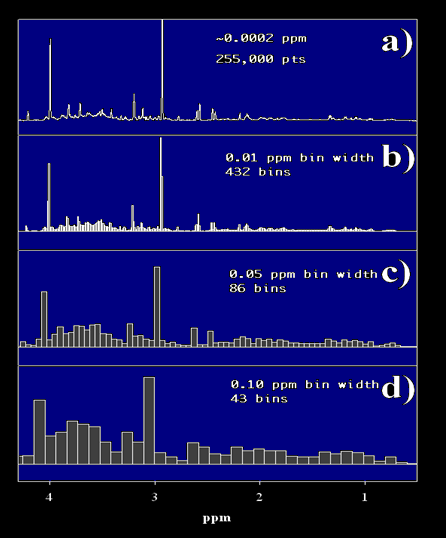 ~0.0002 ppm
a)
255,000 pts
0.01 ppm bin width
b)
432 bins
0.05 ppm bin width
c)
86 bins
0.10 ppm bin width
d)
43 bins
4 3 2 1
ppm